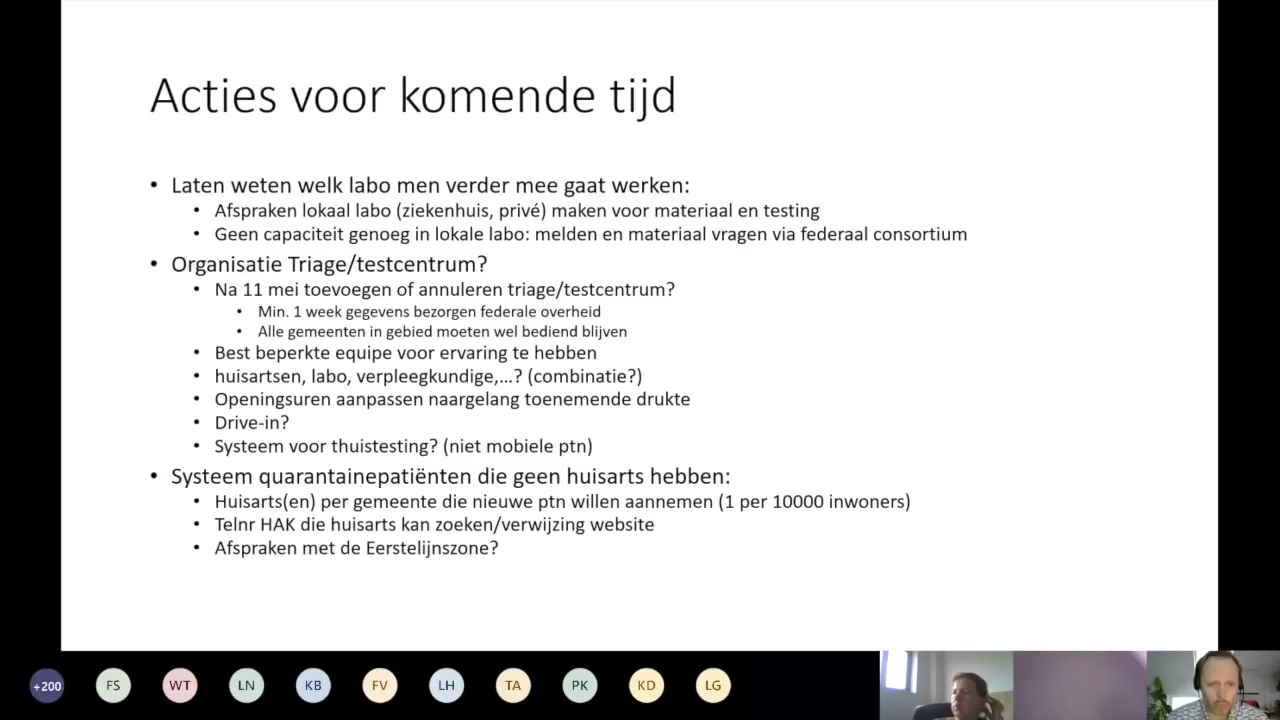 Acties voor komende tijd
• Laten weten welk labo men verder mee gaat werken:
• Afspraken lokaal labo (ziekenhuis, privé) maken voor materiaal en testing
• Geen capaciteit genoeg in lokale labo: melden en materiaal vragen via federaal consortium
• Organisatie Triage/testcentrum?
• Na 11 mei toevoegen of annuleren triage/testcentrum?
• Min. 1 week gegevens bezorgen federale overheid
• Alle gemeenten in gebied moeten wel bediend blijven
• Best beperkte equipe voor ervaring te hebben
• huisartsen, labo, verpleegkundige,...? (combinatie?)
• Openingsuren aanpassen naargelang toenemende drukte
• Drive-in?
• Systeem voor thuistesting? (niet mobiele ptn)
• Systeem quarantainepatiënten die geen huisarts hebben:
• Huisarts(en) per gemeente die nieuwe ptn willen aannemen (1 per 10000 inwoners)
• Telnr HAK die huisarts kan zoeken/verwijzing website
• Afspraken met de Eerstelijnszone?
+200 FS WT LN KB FV LH TA PK KD LG